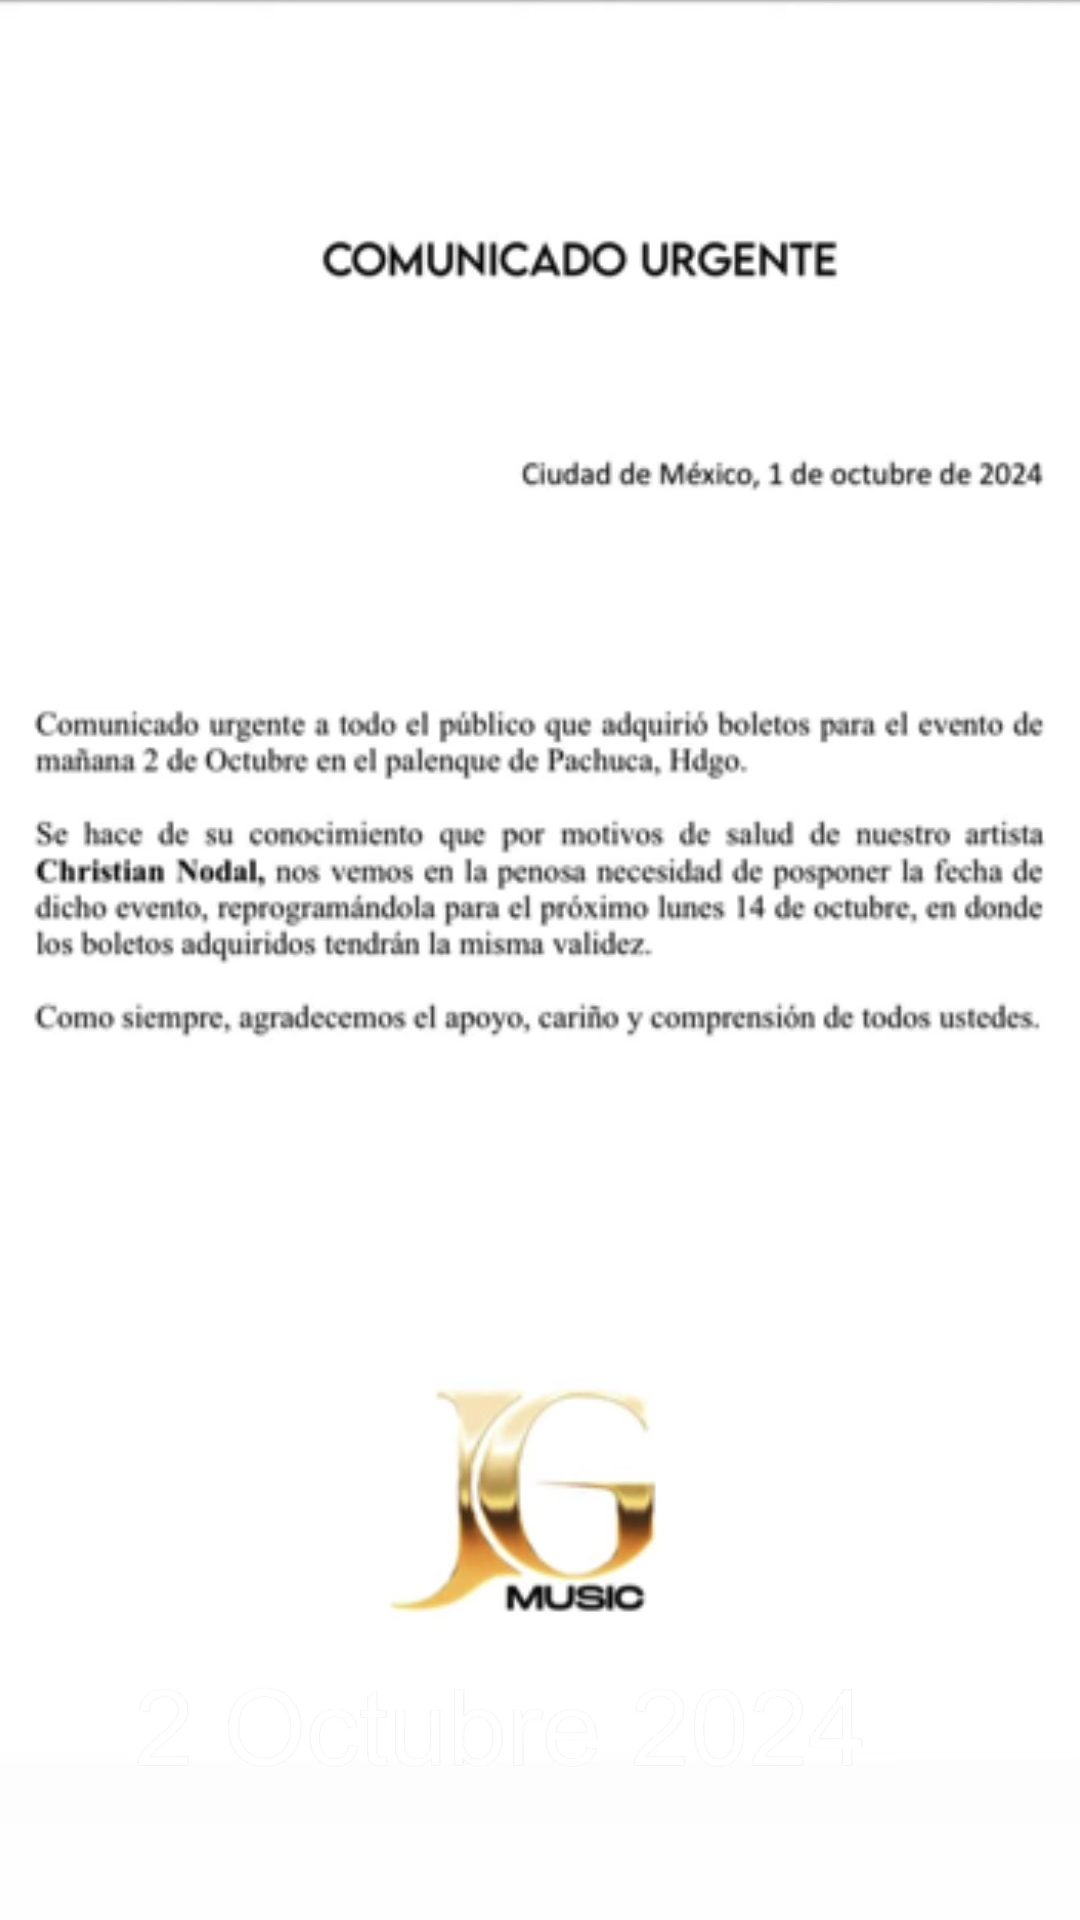 COMUNICADO URGENTE
Ciudad de México, 1 de octubre de 2024
Comunicado urgente a todo el público que adquirió boletos para el evento de
mañana 2 de Octubre en el palenque de Pachuca, Hdgo.
Se hace de su conocimiento que por motivos de salud de nuestro artista
Christian Nodal, nos vemos en la penosa necesidad de posponer la fecha de
dicho evento, reprogramándola para el próximo lunes 14 de octubre, en donde
los boletos adquiridos tendrán la misma validez.
Como siempre, agradecemos el apoyo, cariño y comprensión de todos ustedes.
JG
MUSIC
2 Octubre 2024